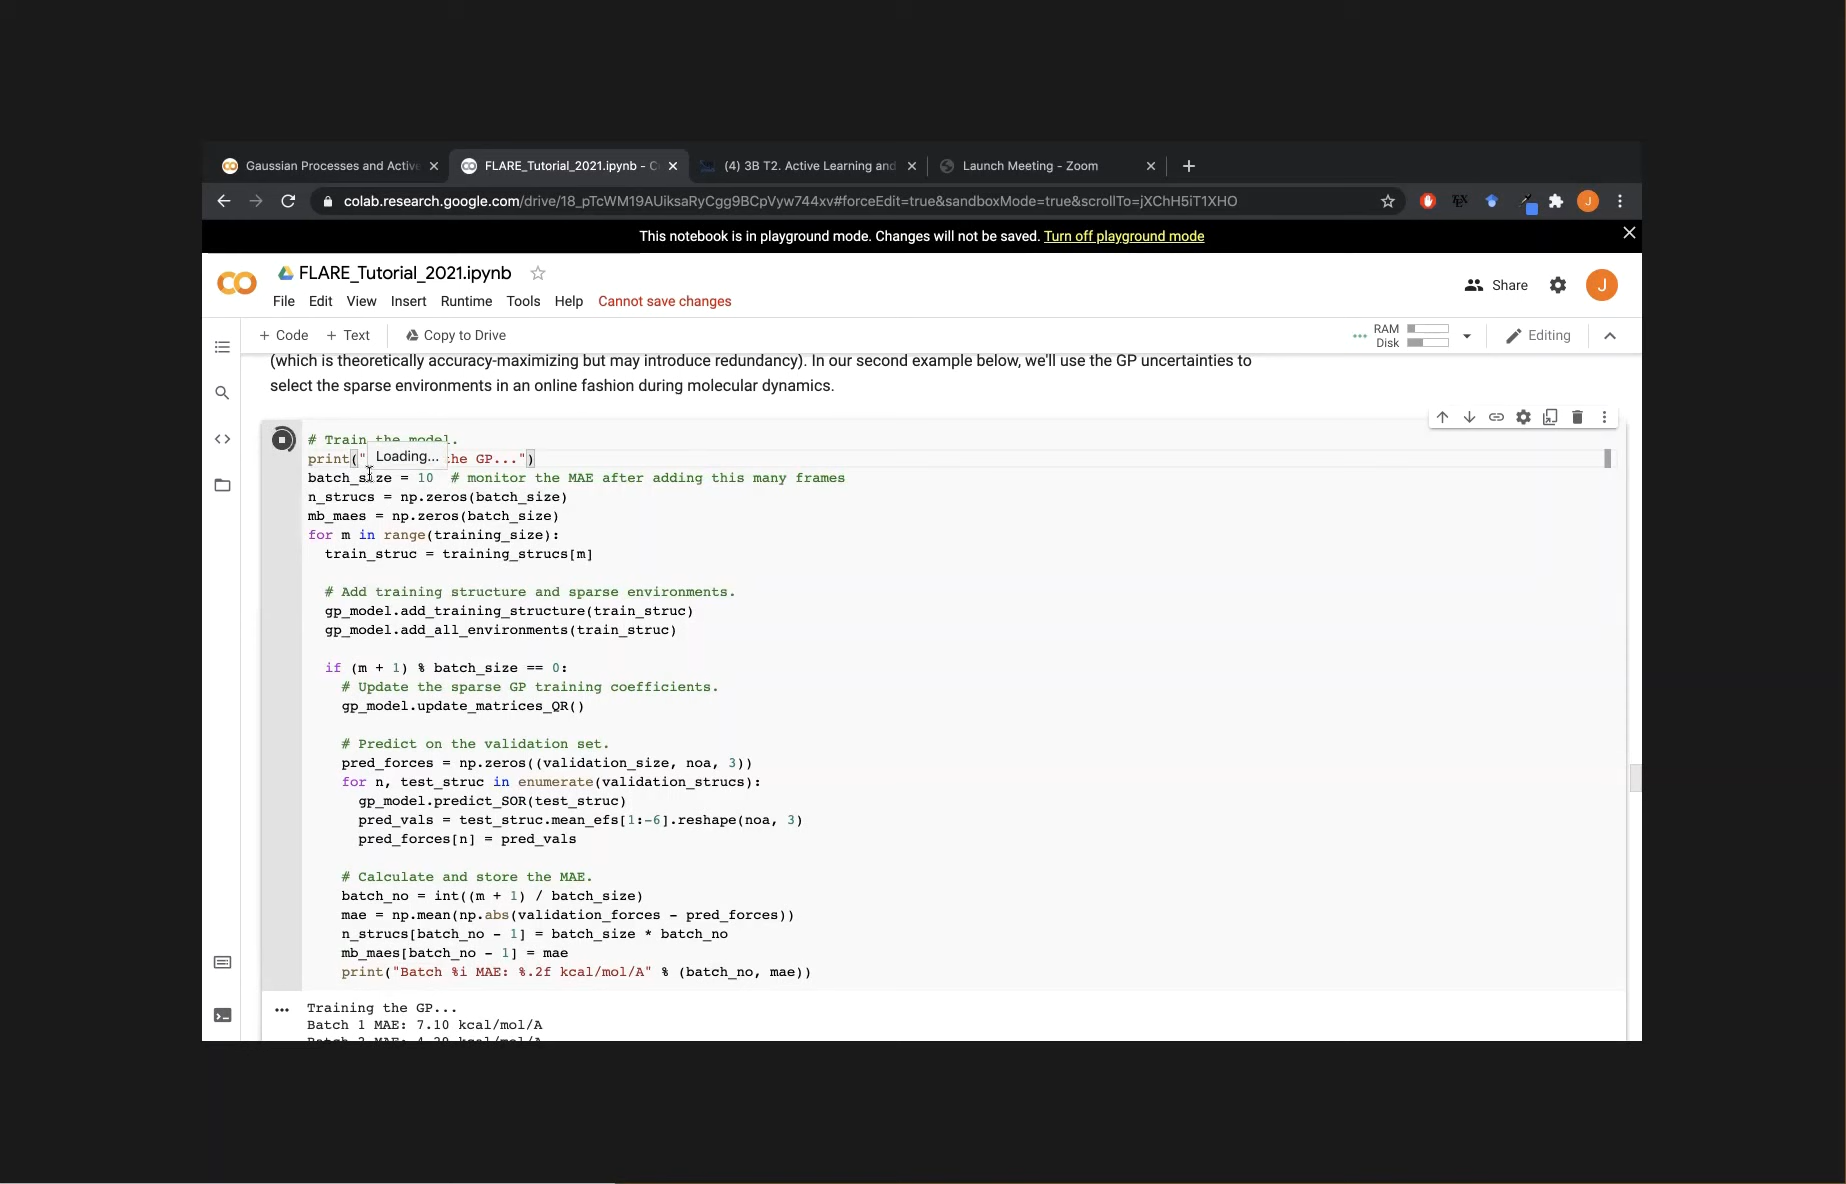 Gaussian Processes and Active
FLARE_Tutorial_2021.ipynb - C
(4) 3B T2. Active Learning and
Launch Meeting - Zoom
colab.research.google.com/drive/18_pTcWM19AUiksaRyCgg9BCpVyw744xv#forceEdit=true&sandboxMode=true&scrollTo=jXChH5iT1XHO
J
This notebook is in playground mode. Changes will not be saved. Turn off playground mode
FLARE_Tutorial_2021.ipynb
File Edit View Insert Runtime Tools Help Cannot save changes
Share
J
+ Code + Text Copy to Drive
RAM
Disk
Editing
(which is theoretically accuracy-maximizing but may introduce redundancy). In our second example below, we'll use the GP uncertainties to
select the sparse environments in an online fashion during molecular dynamics.
# Train the model.
print(" Loading... the GP...")
batch_size = 10  # monitor the MAE after adding this many frames
n_strucs = np.zeros(batch_size)
mb_maes = np.zeros(batch_size)
for m in range(training_size):
  train_struc = training_strucs[m]
  # Add training structure and sparse environments.
  gp_model.add_training_structure(train_struc)
  gp_model.add_all_environments(train_struc)
  if (m + 1) % batch_size == 0:
    # Update the sparse GP training coefficients.
    gp_model.update_matrices_QR()
    # Predict on the validation set.
    pred_forces = np.zeros((validation_size, noa, 3))
    for n, test_struc in enumerate(validation_strucs):
      gp_model.predict_SOR(test_struc)
      pred_vals = test_struc.mean_efs[1:-6].reshape(noa, 3)
      pred_forces[n] = pred_vals
    # Calculate and store the MAE.
    batch_no = int((m + 1) / batch_size)
    mae = np.mean(np.abs(validation_forces - pred_forces))
    n_strucs[batch_no - 1] = batch_size * batch_no
    mb_maes[batch_no - 1] = mae
    print("Batch %i MAE: %.2f kcal/mol/A" % (batch_no, mae))
Training the GP...
Batch 1 MAE: 7.10 kcal/mol/A